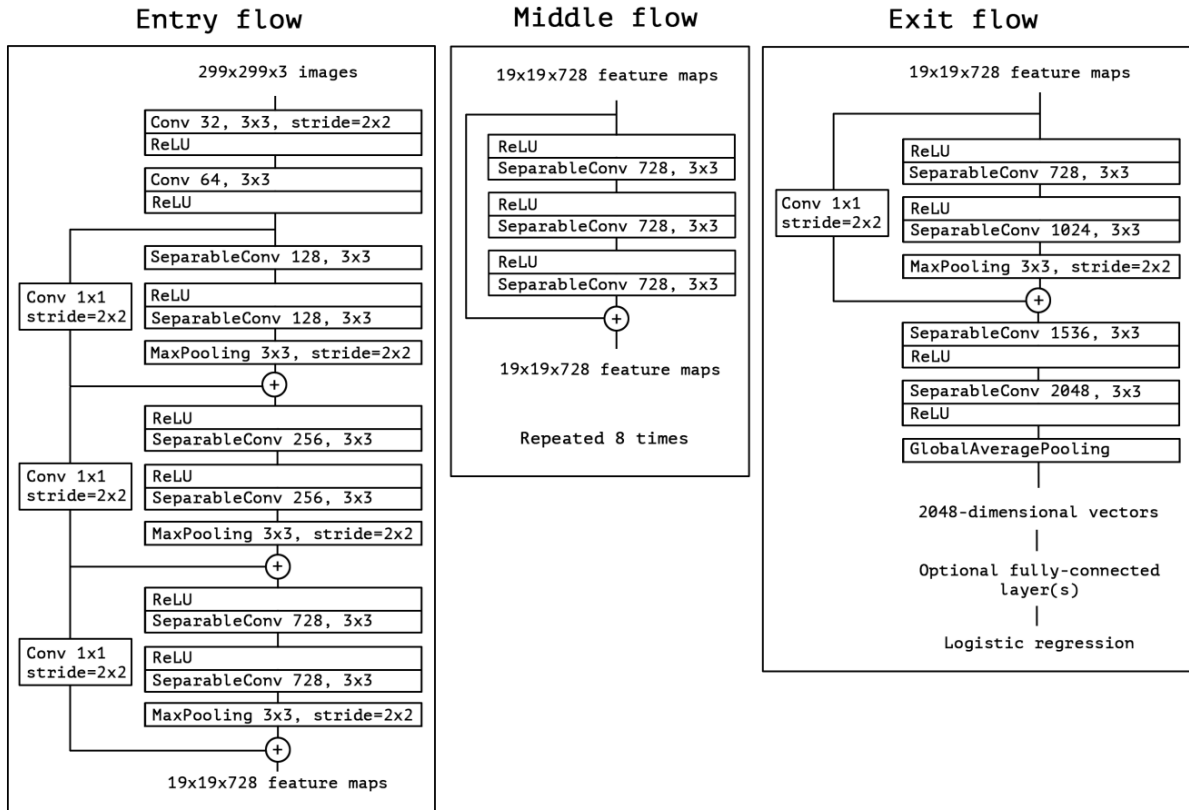 Entry flow
299x299x3 images
Conv 32, 3x3, stride=2x2
ReLU
Conv 64, 3x3
ReLU
SeparableConv 128, 3x3
Conv 1x1
stride=2x2
ReLU
SeparableConv 128, 3x3
MaxPooling 3x3, stride=2x2
+
ReLU
SeparableConv 256, 3x3
Conv 1x1
stride=2x2
ReLU
SeparableConv 256, 3x3
MaxPooling 3x3, stride=2x2
+
ReLU
SeparableConv 728, 3x3
Conv 1x1
stride=2x2
ReLU
SeparableConv 728, 3x3
MaxPooling 3x3, stride=2x2
+
19x19x728 feature maps
Middle flow
19x19x728 feature maps
ReLU
SeparableConv 728, 3x3
ReLU
SeparableConv 728, 3x3
ReLU
SeparableConv 728, 3x3
+
19x19x728 feature maps
Repeated 8 times
Exit flow
19x19x728 feature maps
ReLU
SeparableConv 728, 3x3
Conv 1x1
stride=2x2
ReLU
SeparableConv 1024, 3x3
MaxPooling 3x3, stride=2x2
+
SeparableConv 1536, 3x3
ReLU
SeparableConv 2048, 3x3
ReLU
GlobalAveragePooling
2048-dimensional vectors
Optional fully-connected
layer(s)
Logistic regression